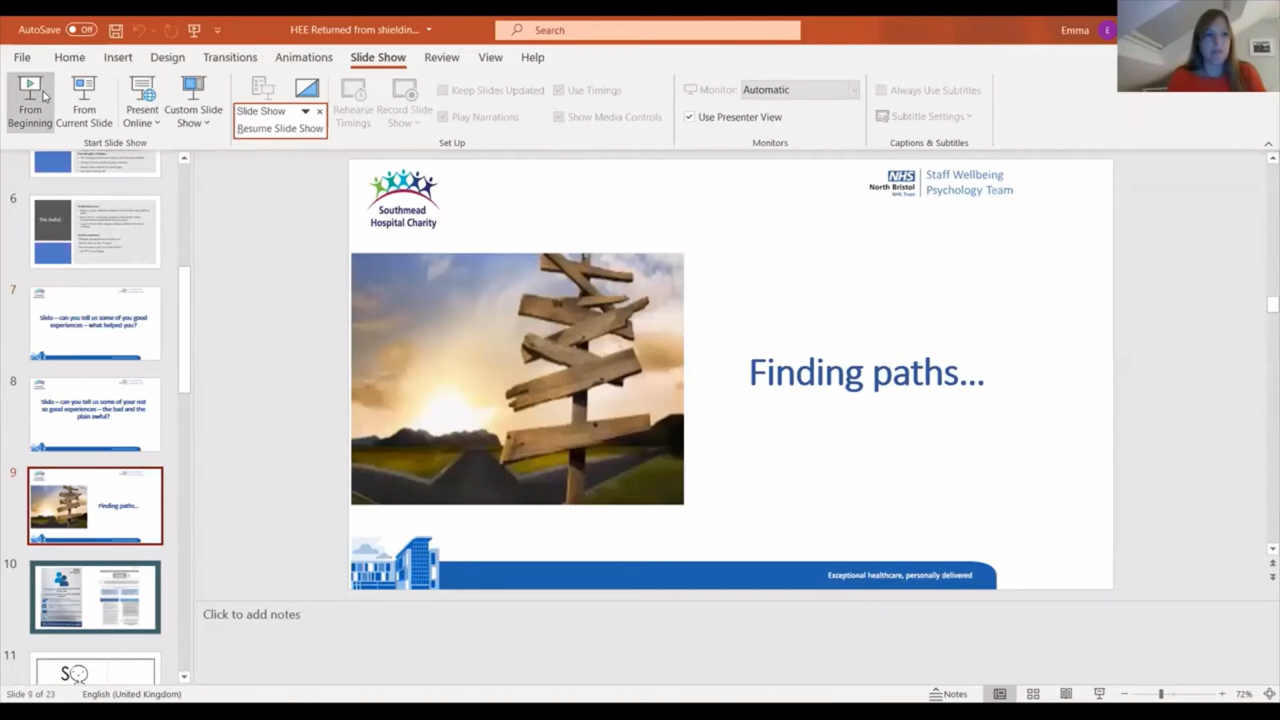 AutoSave
Off
HEE Returned from shieldin...
Search
Emma
E
File
Home
Insert
Design
Transitions
Animations
Slide Show
Review
View
Help
From
Beginning
From
Current Slide
Present
Online
Custom Slide
Show
Start Slide Show
Slide Show
Resume Slide Show
Rehearse
Timings
Record Slide
Show
Keep Slides Updated
Play Narrations
Use Timings
Show Media Controls
Set Up
Monitor:
Automatic
Use Presenter View
Monitors
Always Use Subtitles
Subtitle Settings
Captions & Subtitles
6
The Awful.
7
Slido – can you tell us some of you good
experiences – what helped you?
8
Slido – can you tell us some of your not
so good experiences – the bad and the
plain awful?
9
Finding paths...
10
11
SO
Southmead
Hospital Charity
NHS
North Bristol
NHS Trust
Staff Wellbeing
Psychology Team
Finding paths...
Exceptional healthcare, personally delivered
Click to add notes
Slide 9 of 23
English (United Kingdom)
Notes
72%